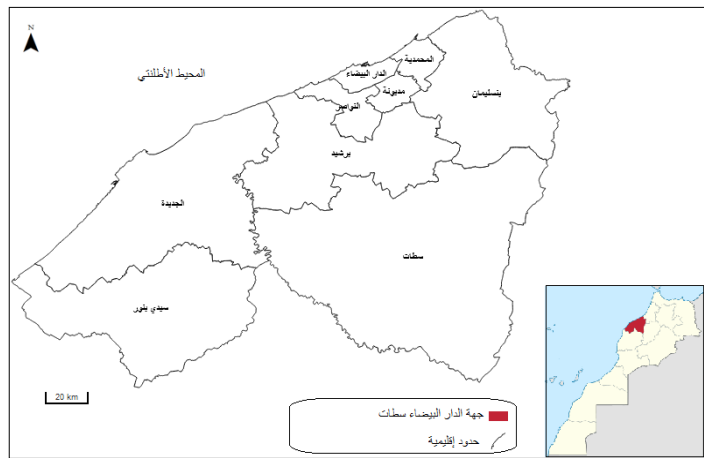 N
المحيط الأطلنتي
المحمدية
الدار البيضاء
بنسليمان
مديونة
النواصر
برشيد
الجديدة
سطات
سيدي بنور
20 km
جهة الدار البيضاء سطات
حدود إقليمية